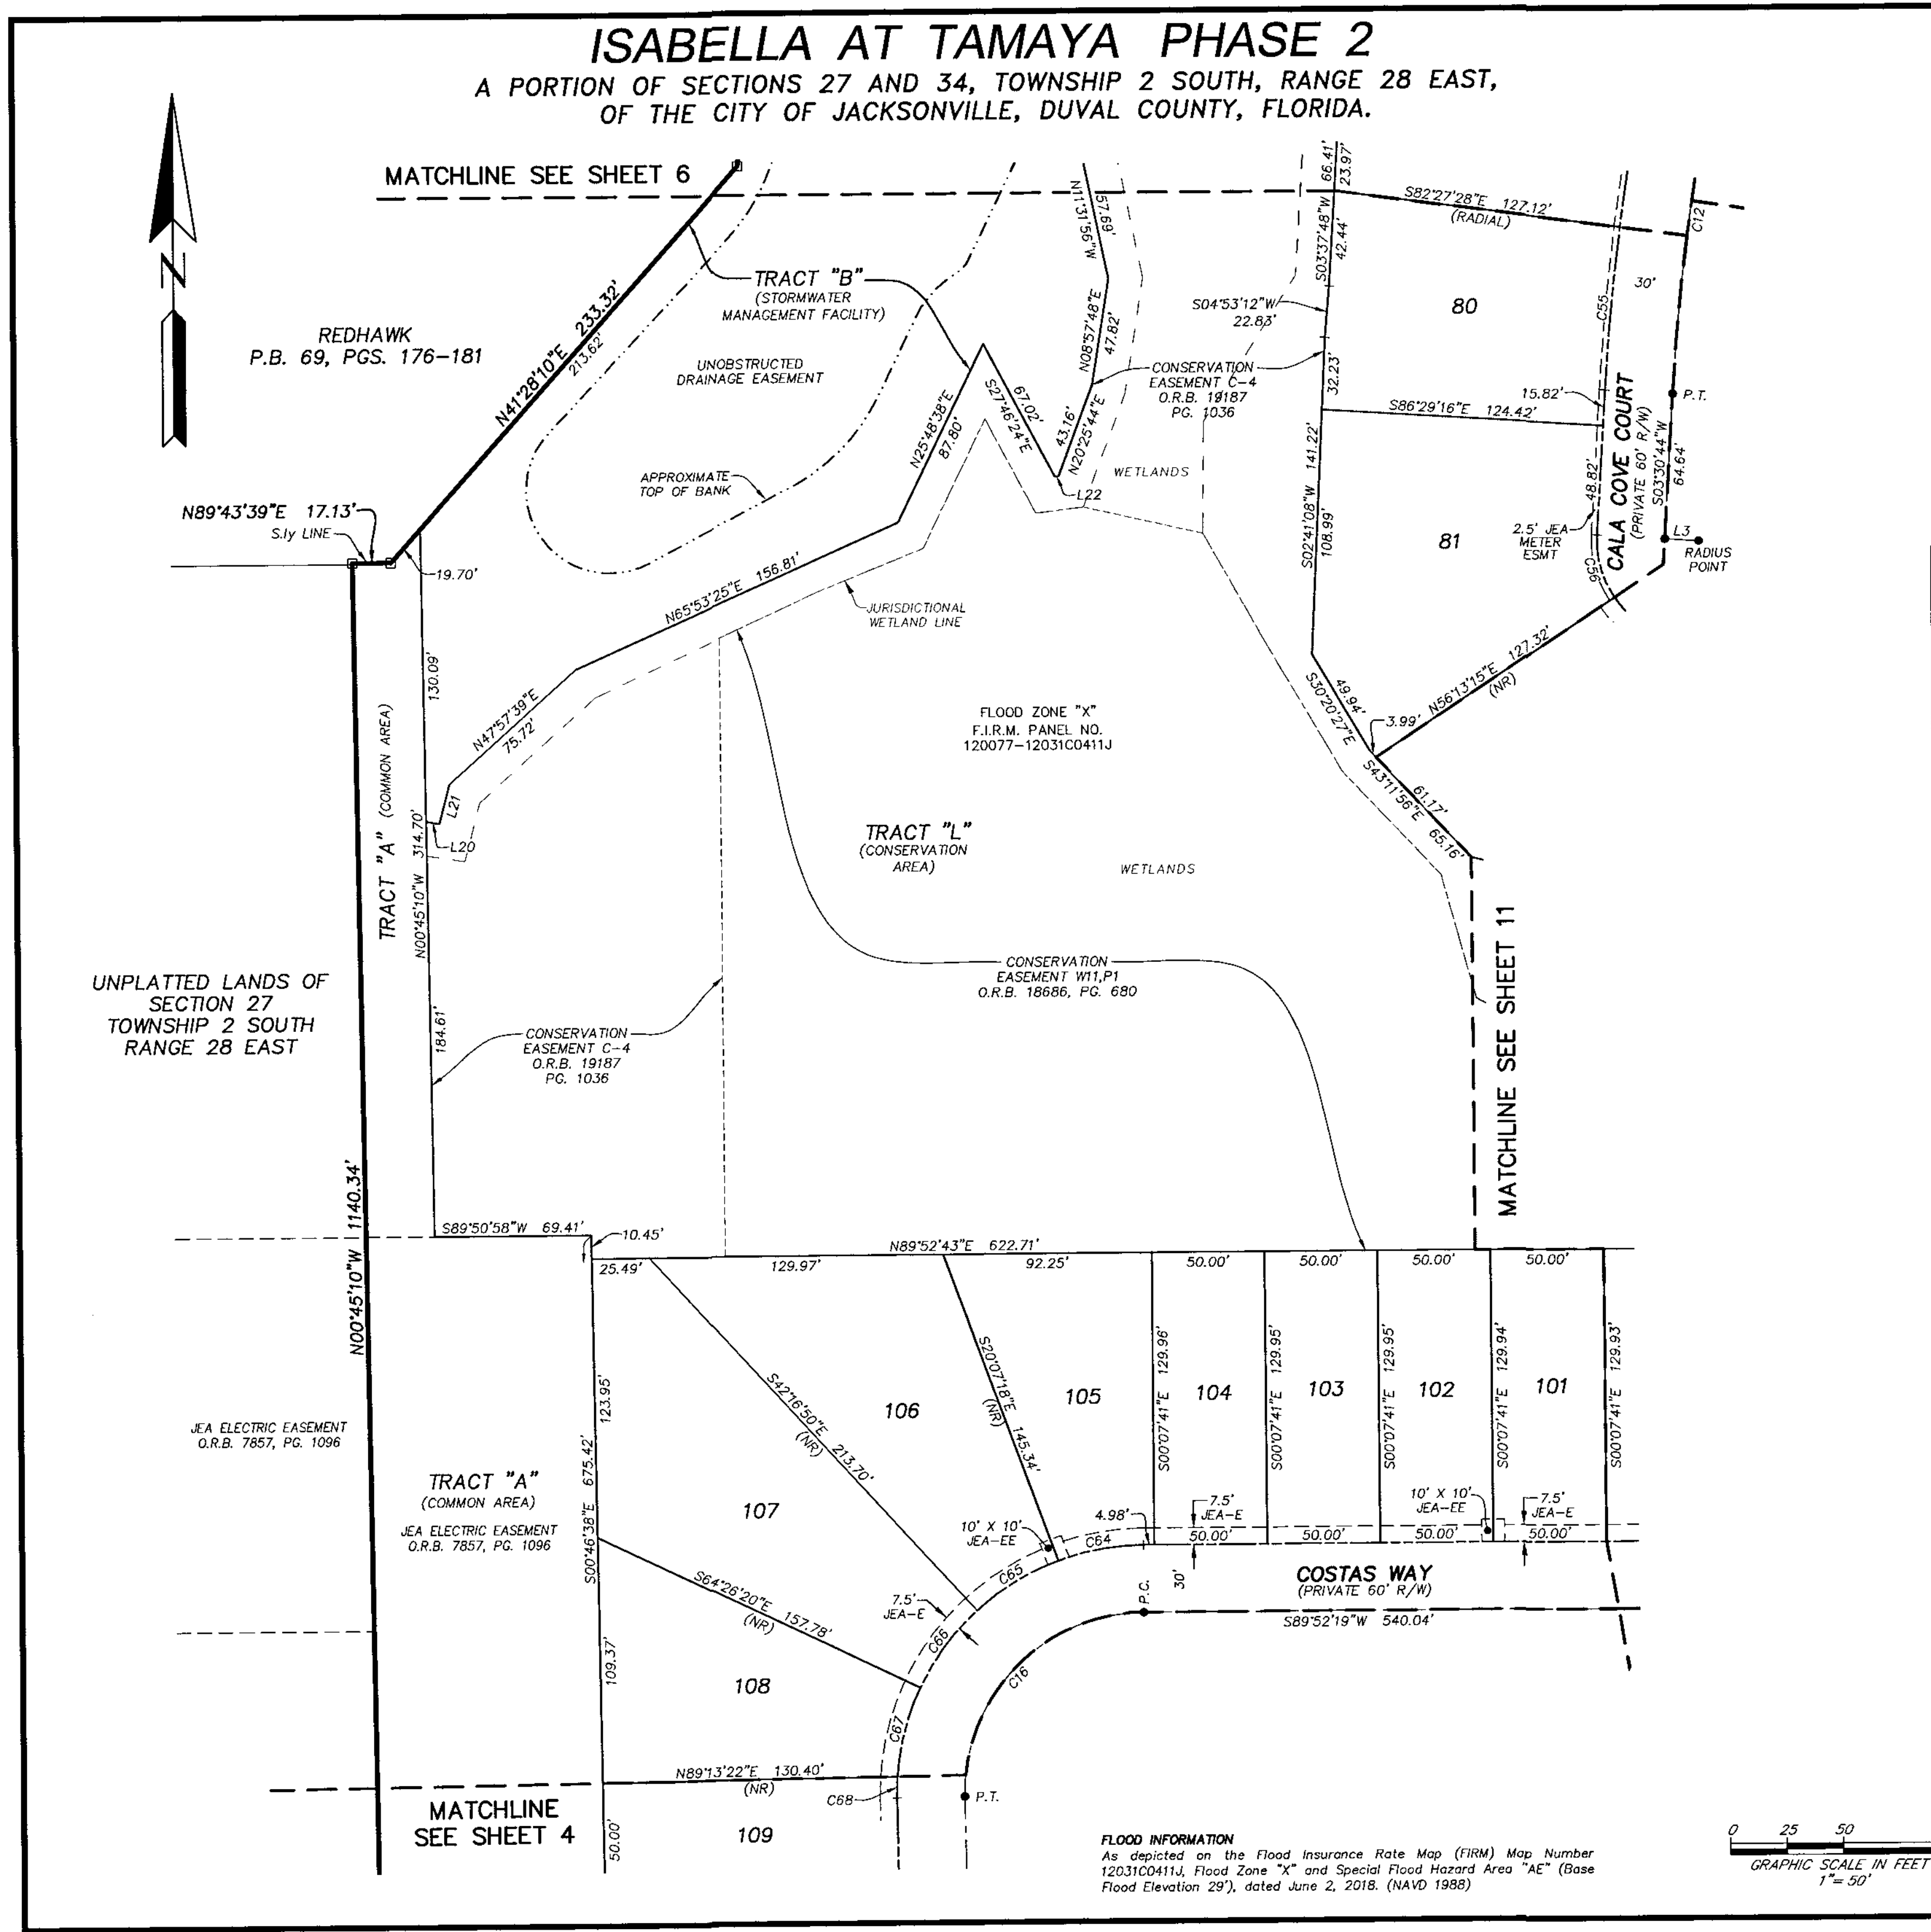 ISABELLA AT TAMAYA PHASE 2
A PORTION OF SECTIONS 27 AND 34, TOWNSHIP 2 SOUTH, RANGE 28 EAST,
OF THE CITY OF JACKSONVILLE, DUVAL COUNTY, FLORIDA.
MATCHLINE SEE SHEET 6
N
REDHAWK
P.B. 69, PGS. 176-181
N41°28'10"E 233.32'
213.62'
TRACT "B"
(STORMWATER
MANAGEMENT FACILITY)
UNOBSTRUCTED
DRAINAGE EASEMENT
APPROXIMATE
TOP OF BANK
N11°31'56"W
57.69'
N08°57'48"E
47.82'
N25°48'38"E
87.80'
67.02'
S27°46'24"E
43.16'
N20°25'44"E
L22
WETLANDS
CONSERVATION
EASEMENT C-4
O.R.B. 19187
PG. 1036
66.41'
23.97'
S03°37'48"W
42.44'
S04°53'12"W
22.83'
32.23'
S82°27'28"E 127.12'
(RADIAL)
C12
30'
80
C55
15.82'
P.T.
S86°29'16"E 124.42'
CALA COVE COURT
(PRIVATE 60' R/W)
S03°30'44"W
64.64'
48.82'
141.22'
S02°41'08"W
108.99'
81
2.5' JEA
METER
ESMT
C56
L3
RADIUS
POINT
N89°43'39"E 17.13'
S.ly LINE
19.70'
N65°53'25"E 156.81'
JURISDICTIONAL
WETLAND LINE
130.09'
N47°57'39"E
75.72'
L21
L20
TRACT "A" (COMMON AREA)
N00°45'10"W 314.70'
184.61'
FLOOD ZONE "X"
F.I.R.M. PANEL NO.
120077-12031C0411J
49.94'
S30°20'27"E
3.99'
N56°13'15"E 127.32'
(NR)
61.17'
S43°11'56"E 65.16'
TRACT "L"
(CONSERVATION
AREA)
WETLANDS
CONSERVATION
EASEMENT W11,P1
O.R.B. 18686, PG. 680
MATCHLINE SEE SHEET 11
UNPLATTED LANDS OF
SECTION 27
TOWNSHIP 2 SOUTH
RANGE 28 EAST
CONSERVATION
EASEMENT C-4
O.R.B. 19187
PG. 1036
N00°45'10"W 1140.34'
S89°50'58"W 69.41'
10.45'
N89°52'43"E 622.71'
25.49'
129.97'
92.25'
50.00'
50.00'
50.00'
50.00'
S42°16'50"E 213.70'
(NR)
S20°07'18"E 145.34'
(NR)
106
105
S00°07'41"E 129.96'
104
S00°07'41"E 129.95'
103
S00°07'41"E 129.95'
102
S00°07'41"E 129.94'
101
S00°07'41"E 129.93'
JEA ELECTRIC EASEMENT
O.R.B. 7857, PG. 1096
123.95'
S00°46'38"E 675.42'
109.37'
TRACT "A"
(COMMON AREA)
JEA ELECTRIC EASEMENT
O.R.B. 7857, PG. 1096
107
10' X 10'
JEA-EE
4.98'
7.5'
JEA-E
10' X 10'
JEA-EE
7.5'
JEA-E
50.00'
50.00'
50.00'
50.00'
C64
C65
C66
7.5'
JEA-E
S64°26'20"E 157.78'
(NR)
COSTAS WAY
(PRIVATE 60' R/W)
P.C.
30'
S89°52'19"W 540.04'
C16
108
C67
N89°13'22"E 130.40'
(NR)
C68
P.T.
MATCHLINE
SEE SHEET 4
50.00'
109
FLOOD INFORMATION
As depicted on the Flood Insurance Rate Map (FIRM) Map Number
12031C0411J, Flood Zone "X" and Special Flood Hazard Area "AE" (Base
Flood Elevation 29'), dated June 2, 2018. (NAVD 1988)
0 25 50
GRAPHIC SCALE IN FEET
1"= 50'